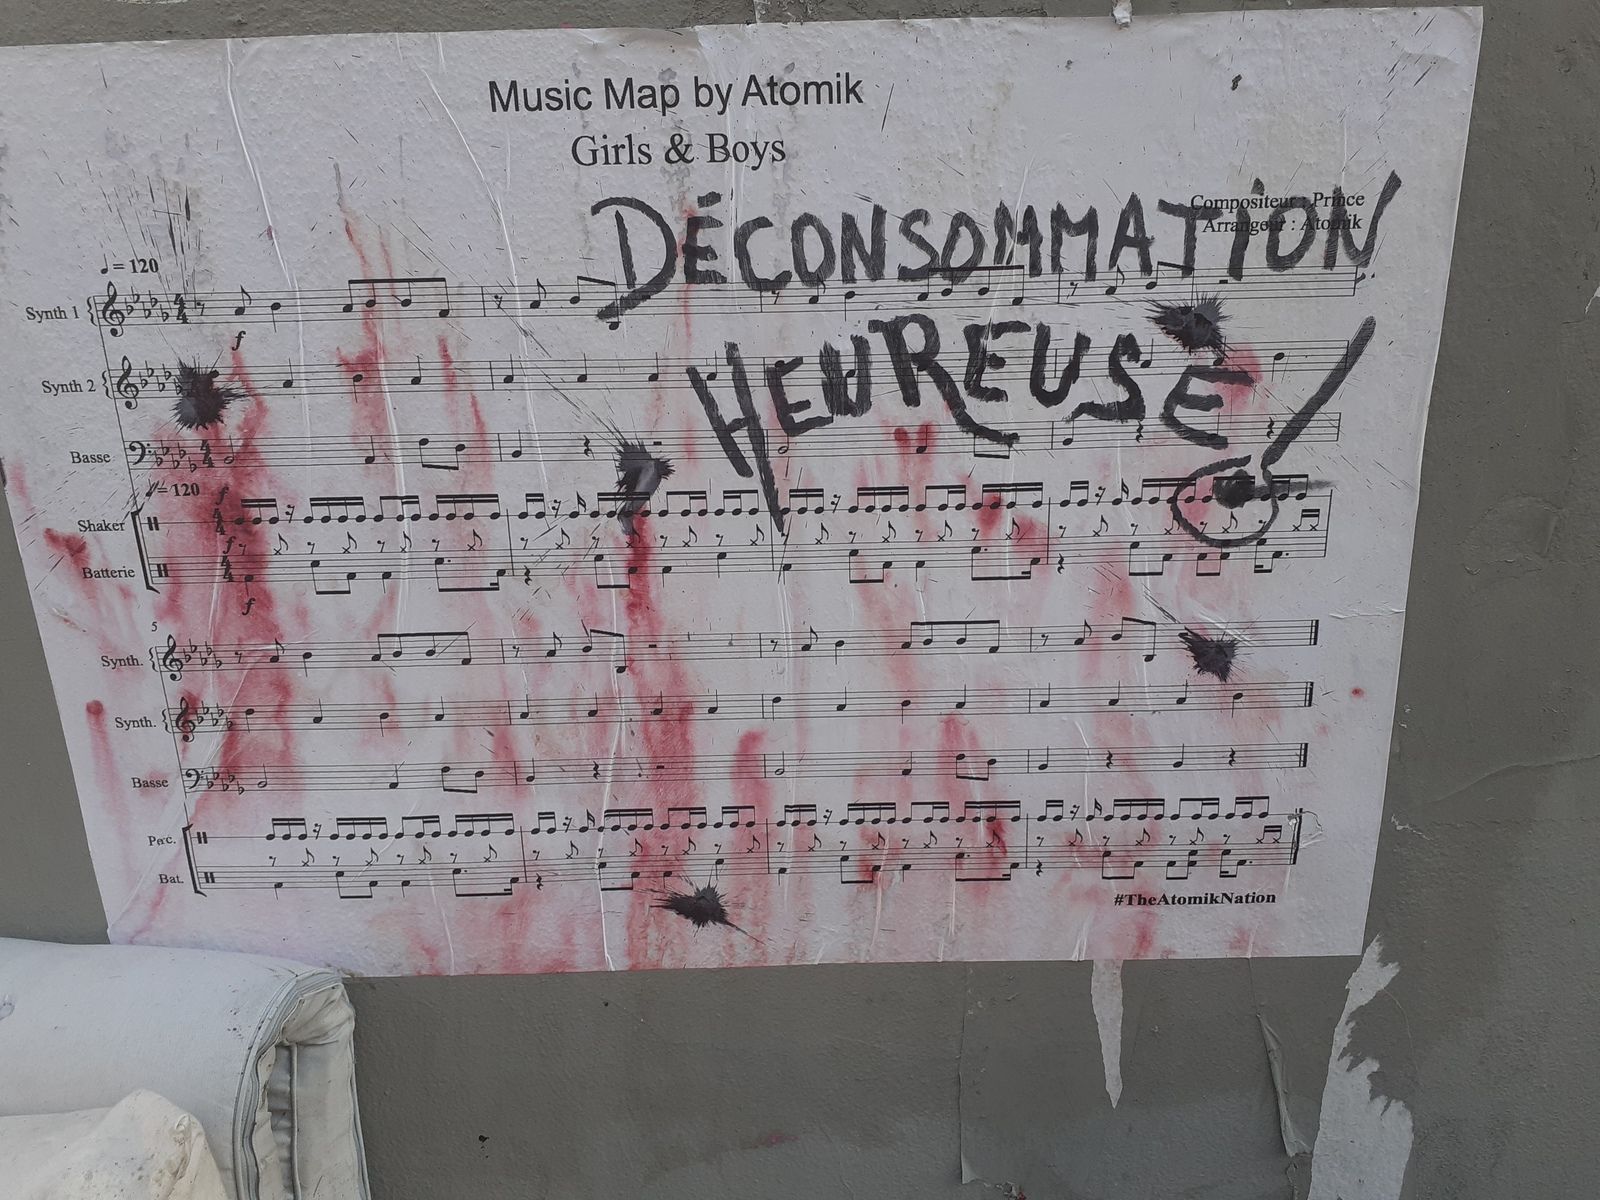 Music Map by Atomik
Girls & Boys
Compositeur : Prince
Arrangeur : Atomik
DÉCONSOMMATION
HEUREUSE !
♩ = 120
Synth 1
f
Synth 2
Basse
= 120
f
Shaker
f
Batterie
f
5
Synth.
Synth.
Basse
Perc.
Bat.
#TheAtomikNation